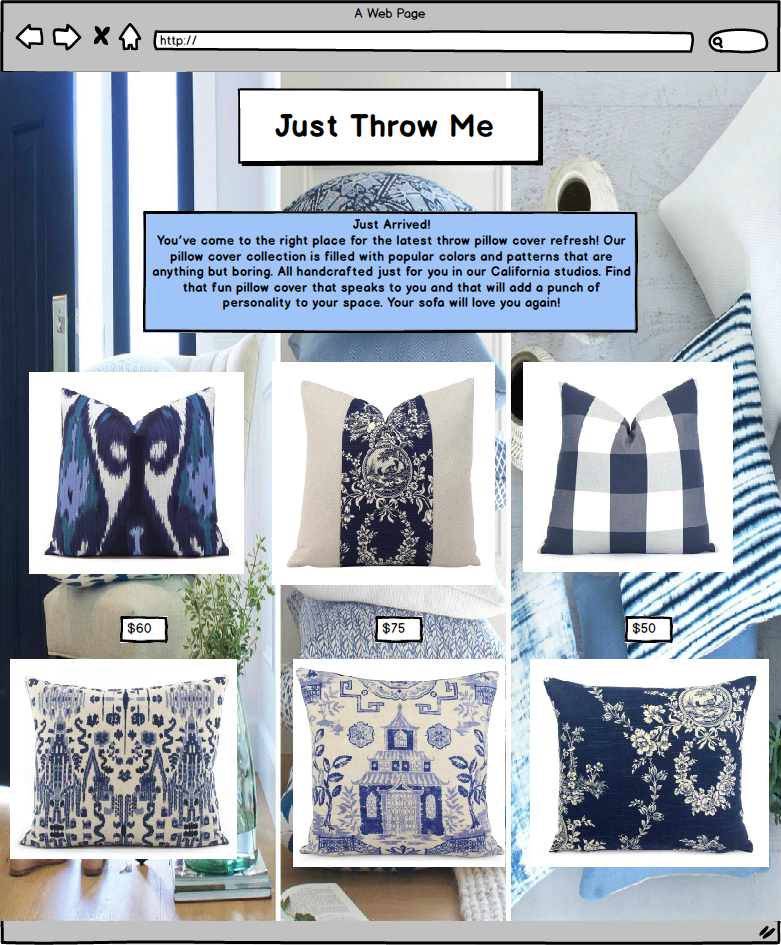 A Web Page
http://
Just Throw Me
Just Arrived!
You've come to the right place for the latest throw pillow cover refresh! Our
pillow cover collection is filled with popular colors and patterns that are
anything but boring. All handcrafted just for you in our California studios. Find
that fun pillow cover that speaks to you and that will add a punch of
personality to your space. Your sofa will love you again!
$60
$75
$50